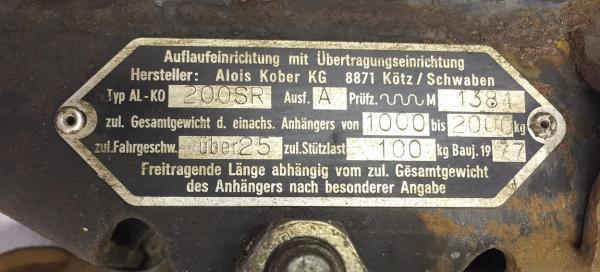 Auflaufeinrichtung mit Übertragungseinrichtung
Hersteller: Alois Kober KG 8871 Kötz/Schwaben
Typ AL-KO 200SR Ausf. A Prüfz. M 1381
zul. Gesamtgewicht d. einachs. Anhängers von 1000 bis 2000 kg
zul.Fahrgeschw. über 25 zul.Stützlast 100 kg Bauj. 1977
Freitragende Länge abhängig vom zul. Gesamtgewicht
des Anhängers nach besonderer Angabe